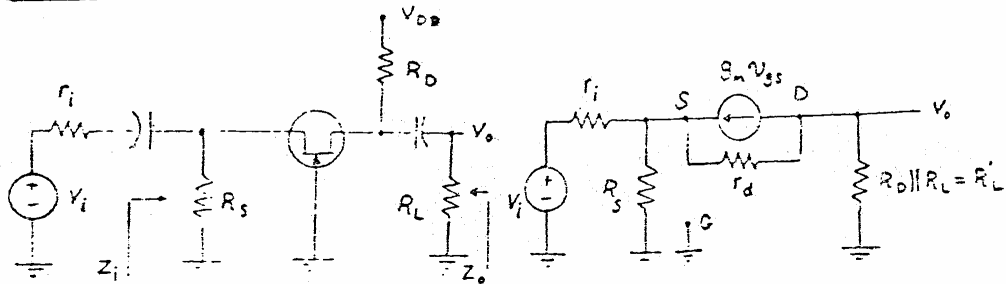 V_DD
R_D
r_i
V_o
V_i
R_S
R_L
Z_i
Z_o
g_m v_gs
r_i
S
D
V_o
r_d
R_S
V_i
G
R_D||R_L = R'_L